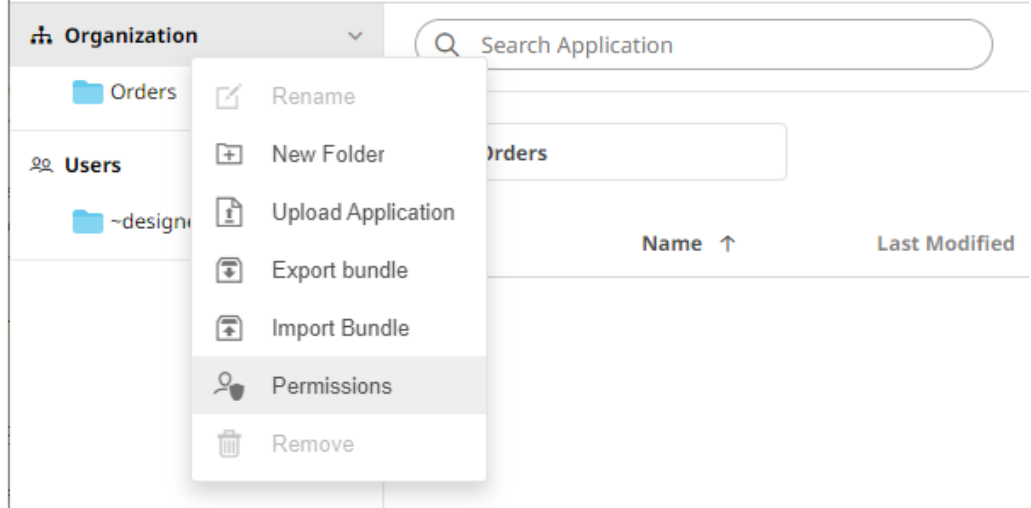 Organization
Search Application
Orders
Rename
New Folder
Users
Upload Application
Export bundle
Import Bundle
Permissions
Remove
Orders
Name ↑
Last Modified